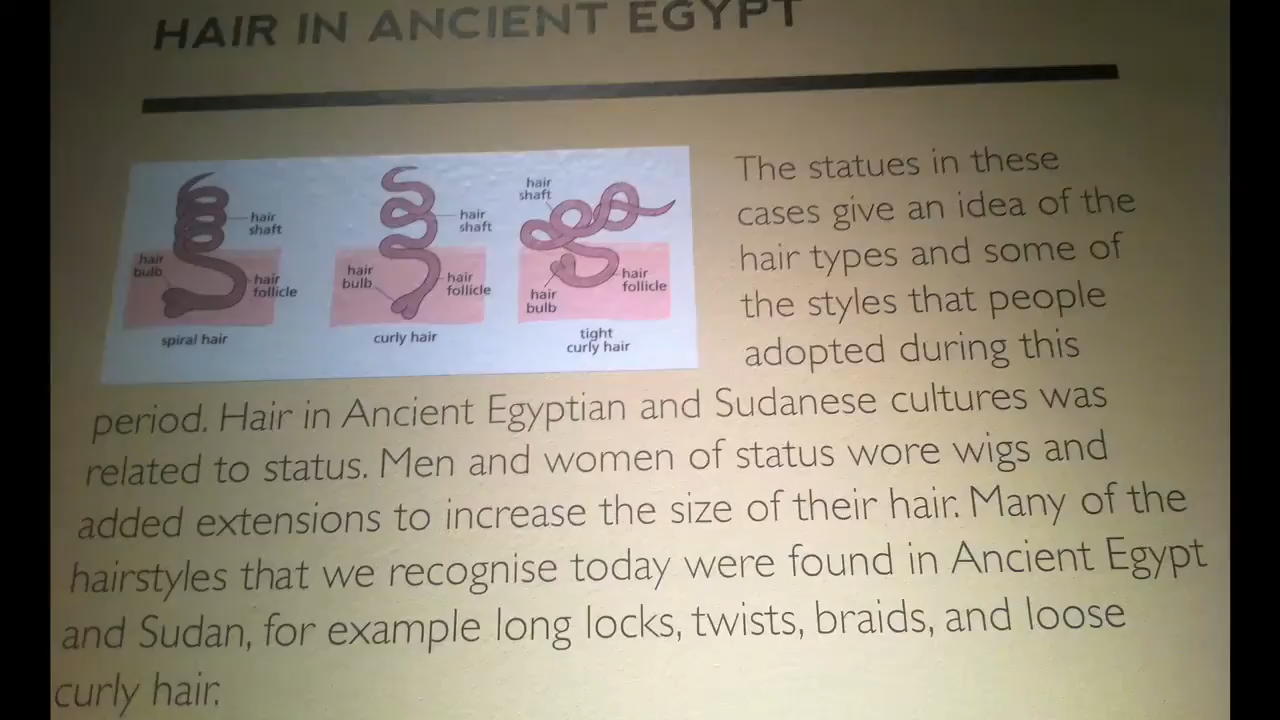 HAIR IN ANCIENT EGYPT
hair
shaft
hair
bulb
hair
follicle
spiral hair
hair
shaft
hair
bulb
hair
follicle
curly hair
hair
shaft
hair
follicle
hair
bulb
tight
curly hair
The statues in these
cases give an idea of the
hair types and some of
the styles that people
adopted during this
period. Hair in Ancient Egyptian and Sudanese cultures was
related to status. Men and women of status wore wigs and
added extensions to increase the size of their hair. Many of the
hairstyles that we recognise today were found in Ancient Egypt
and Sudan, for example long locks, twists, braids, and loose
curly hair.